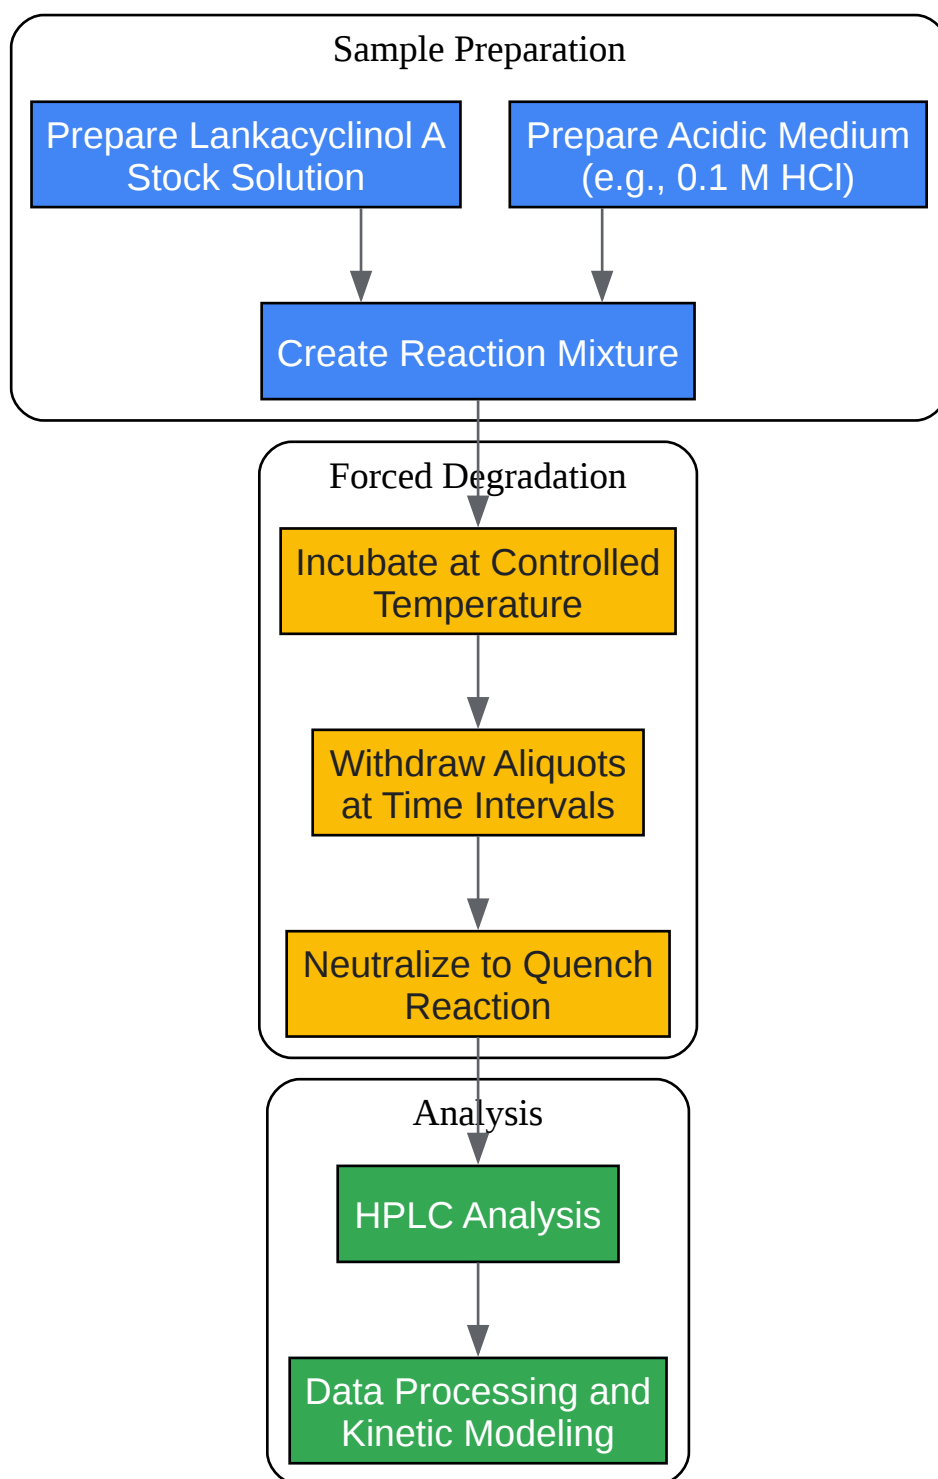 Sample Preparation
Prepare Lankacyclinol A
Stock Solution
Prepare Acidic Medium
(e.g., 0.1 M HCl)
Create Reaction Mixture
Forced Degradation
Incubate at Controlled
Temperature
Withdraw Aliquots
at Time Intervals
Neutralize to Quench
Reaction
Analysis
HPLC Analysis
Data Processing and
Kinetic Modeling